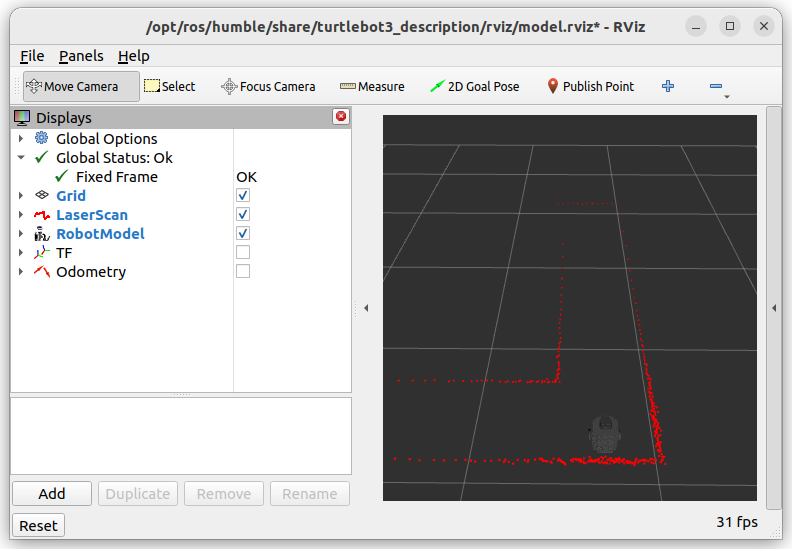 /opt/ros/humble/share/turtlebot3_description/rviz/model.rviz* - RViz
File Panels Help
Move Camera Select Focus Camera Measure 2D Goal Pose Publish Point
Displays
Global Options
Global Status: Ok
Fixed Frame OK
Grid
LaserScan
RobotModel
TF
Odometry
Add Duplicate Remove Rename
Reset 31 fps